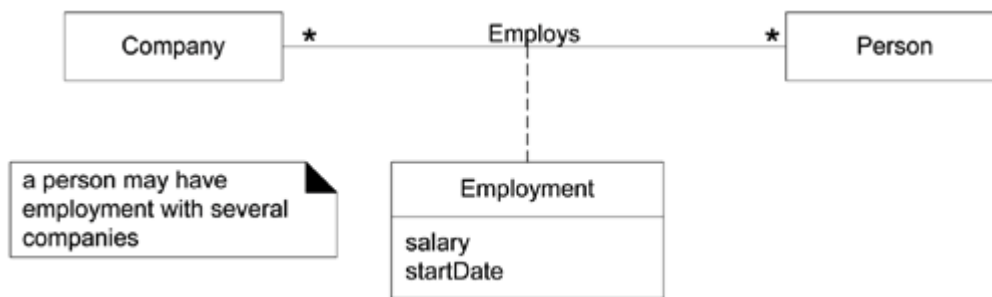 Company
*
Employs
*
Person
a person may have
employment with several
companies
Employment
salary
startDate